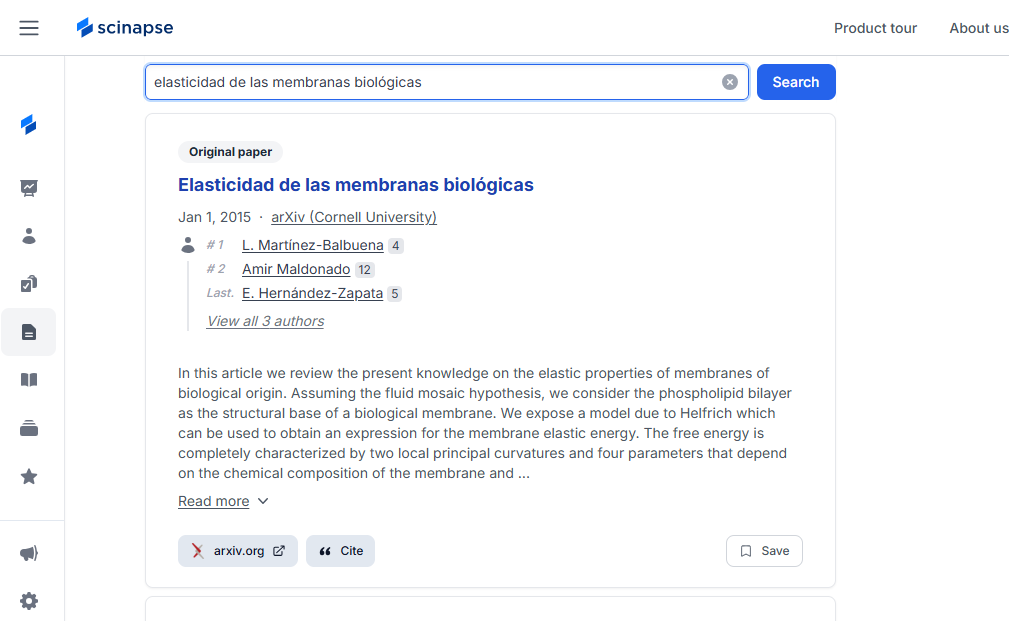 scinapse
Product tour
About us
elasticidad de las membranas biológicas
Search
Original paper
Elasticidad de las membranas biológicas
Jan 1, 2015 · arXiv (Cornell University)
# 1 L. Martínez-Balbuena 4
# 2 Amir Maldonado 12
Last. E. Hernández-Zapata 5
View all 3 authors
In this article we review the present knowledge on the elastic properties of membranes of
biological origin. Assuming the fluid mosaic hypothesis, we consider the phospholipid bilayer
as the structural base of a biological membrane. We expose a model due to Helfrich which
can be used to obtain an expression for the membrane elastic energy. The free energy is
completely characterized by two local principal curvatures and four parameters that depend
on the chemical composition of the membrane and ...
Read more
arxiv.org
Cite
Save